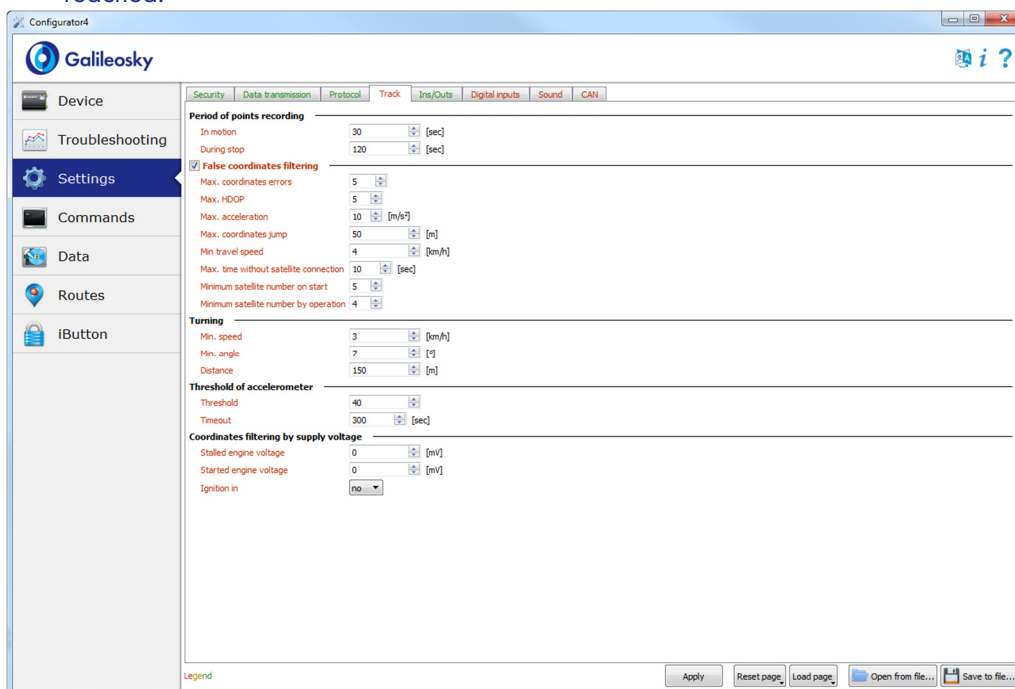 Configurator4
Galileosky
Device
Troubleshooting
Settings
Commands
Data
Routes
iButton
Security Data transmission Protocol Track Ins/Outs Digital inputs Sound CAN
Period of points recording
In motion 30 [sec]
During stop 120 [sec]
False coordinates filtering
Max. coordinates errors 5
Max. HDOP 5
Max. acceleration 10 [m/s²]
Max. coordinates jump 50 [m]
Min travel speed 4 [km/h]
Max. time without satellite connection 10 [sec]
Minimum satellite number on start 5
Minimum satellite number by operation 4
Turning
Min. speed 3 [km/h]
Min. angle 7 [°]
Distance 150 [m]
Threshold of accelerometer
Threshold 40
Timeout 300 [sec]
Coordinates filtering by supply voltage
Stalled engine voltage 0 [mV]
Started engine voltage 0 [mV]
Ignition in no
Legend
Apply Reset page Load page Open from file... Save to file...